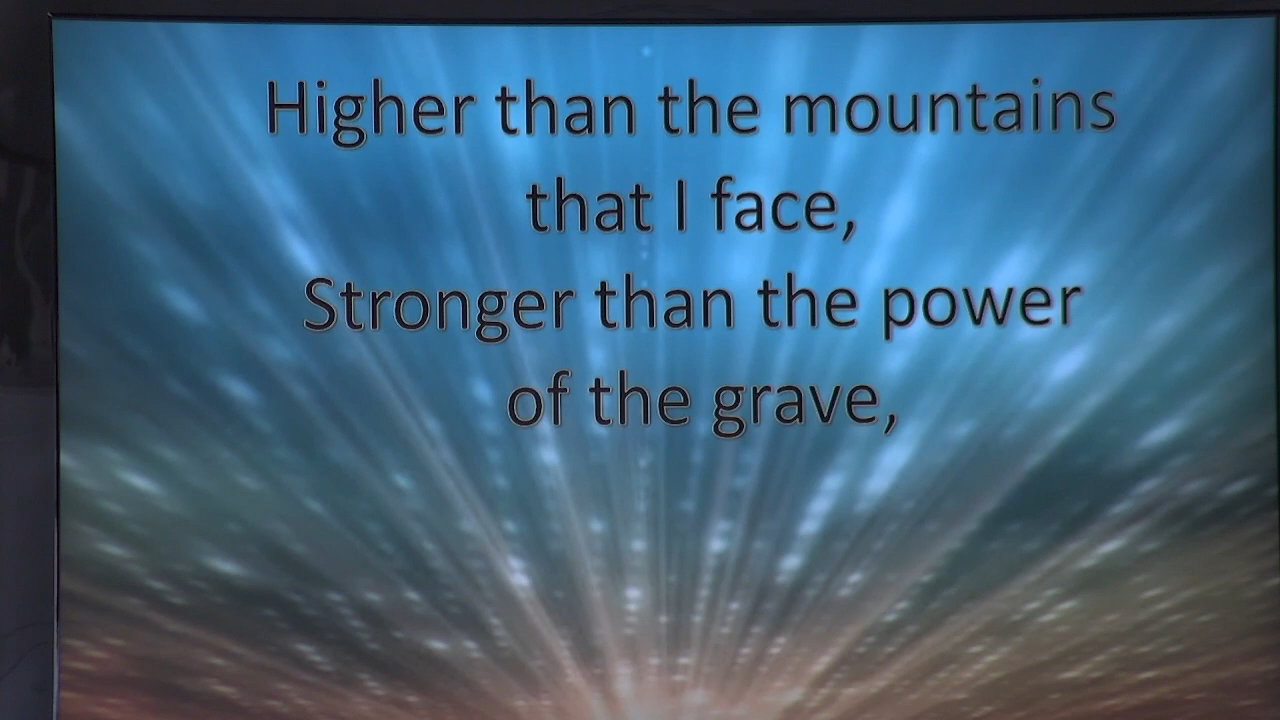 Higher than the mountains
that I face,
Stronger than the power
of the grave,